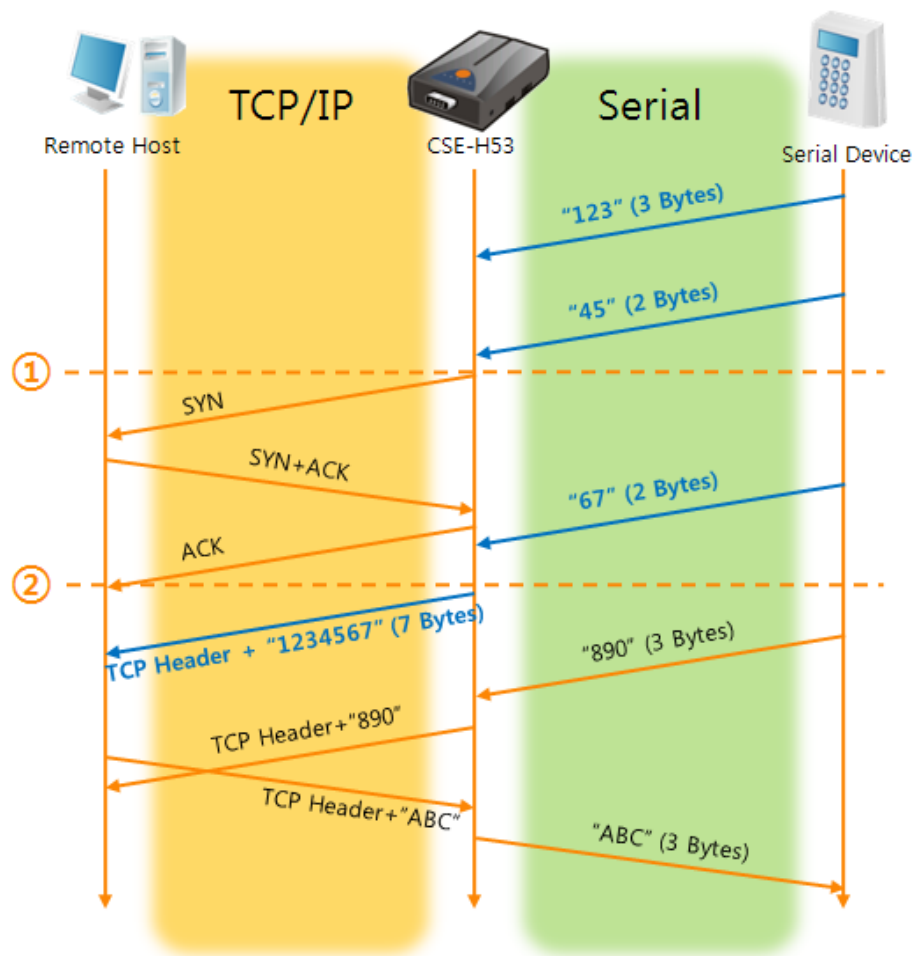 TCP/IP
Serial
Remote Host
CSE-H53
Serial Device
“123” (3 Bytes)
“45” (2 Bytes)
①
SYN
SYN+ACK
“67” (2 Bytes)
ACK
②
TCP Header + “1234567” (7 Bytes)
“890” (3 Bytes)
TCP Header+“890”
TCP Header+“ABC”
“ABC” (3 Bytes)